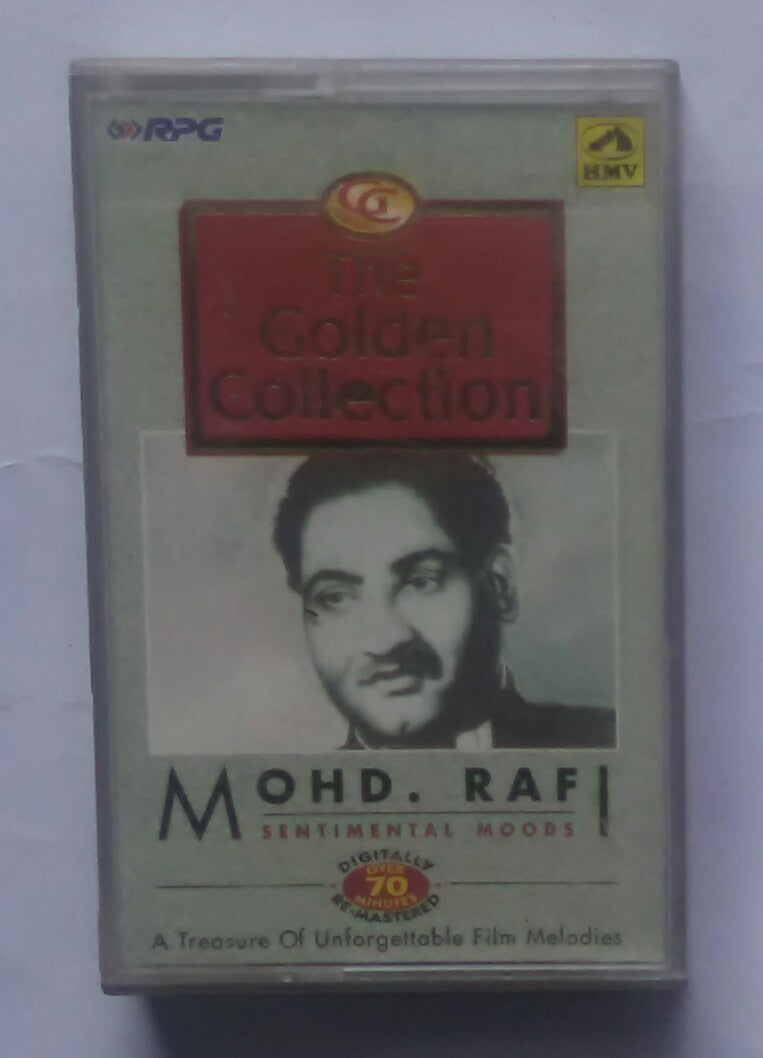 RPG
HMV
GC
The
Golden
Collection
MOHD. RAFI
SENTIMENTAL MOODS
DIGITALLY
OVER
70
MINUTES
RE-MASTERED
A Treasure Of Unforgettable Film Melodies